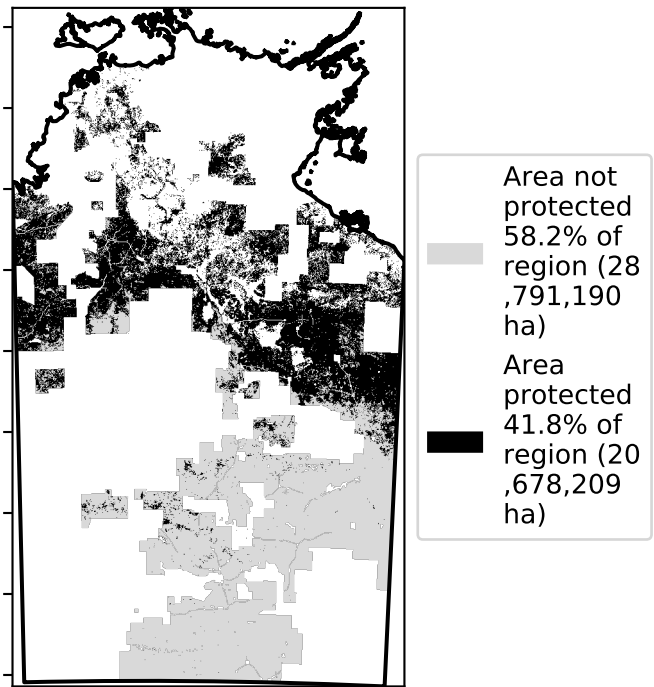 Area not
protected
58.2% of
region (28
,791,190
ha)
Area
protected
41.8% of
region (20
,678,209
ha)